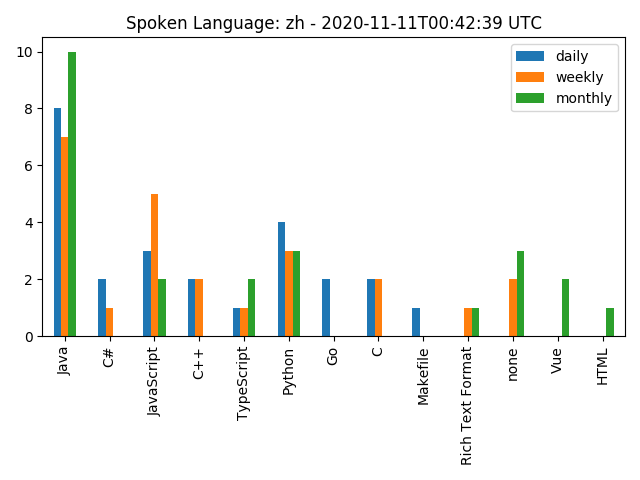 Spoken Language: zh - 2020-11-11T00:42:39 UTC
daily
weekly
monthly
10
8
6
4
2
0
Java
C#
JavaScript
C++
TypeScript
Python
Go
C
Makefile
Rich Text Format
none
Vue
HTML